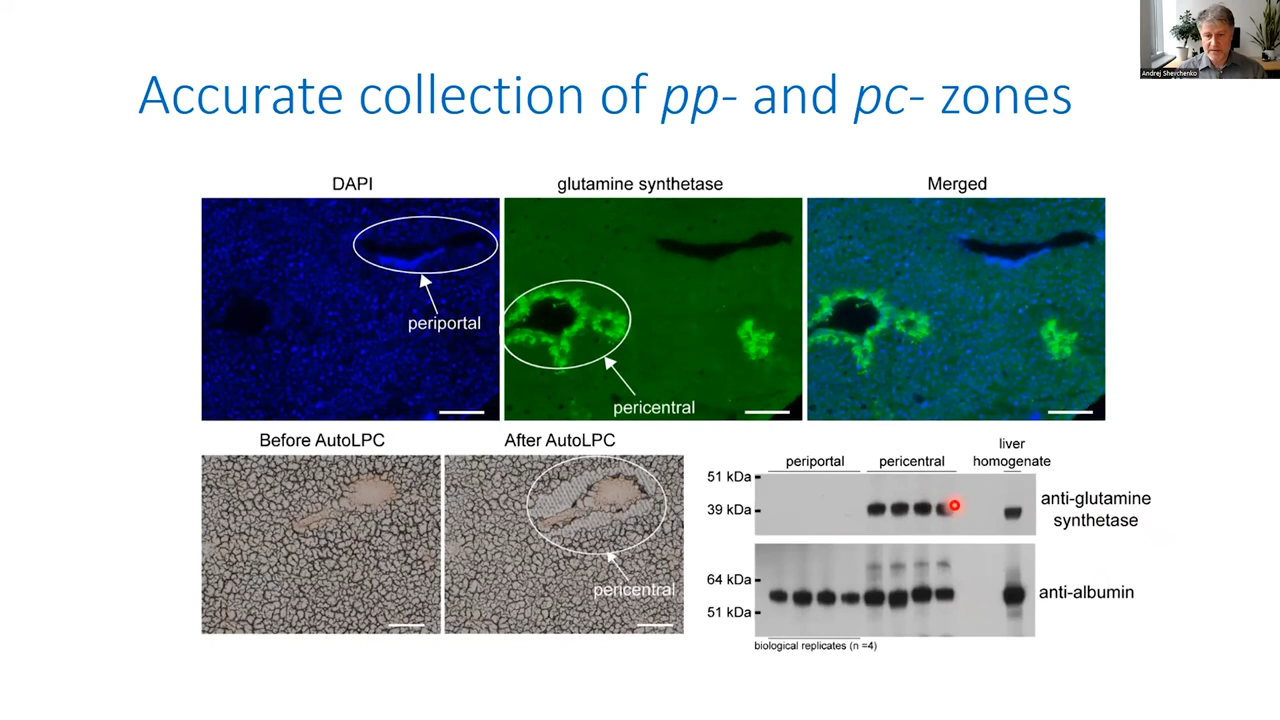 Andrej Shevchenko
Accurate collection of pp- and pc- zones
DAPI
glutamine synthetase
Merged
periportal
pericentral
Before AutoLPC
After AutoLPC
pericentral
liver
homogenate
periportal
pericentral
51 kDa
39 kDa
anti-glutamine
synthetase
64 kDa
51 kDa
anti-albumin
biological replicates (n =4)